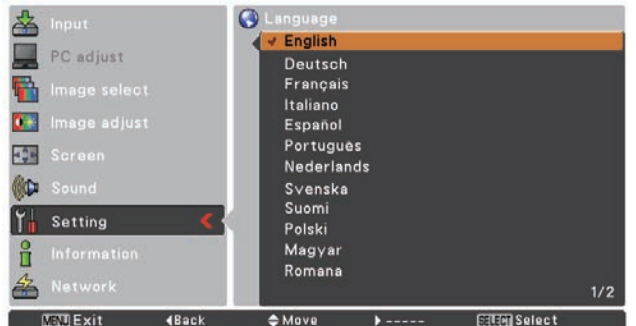 Input
PC adjust
Image select
Image adjust
Screen
Sound
Setting
Information
Network
Language
✔ English
Deutsch
Français
Italiano
Español
Português
Nederlands
Svenska
Suomi
Polski
Magyar
Romana
1/2
MENU Exit ◀Back ◆Move ▶----- SELECT Select